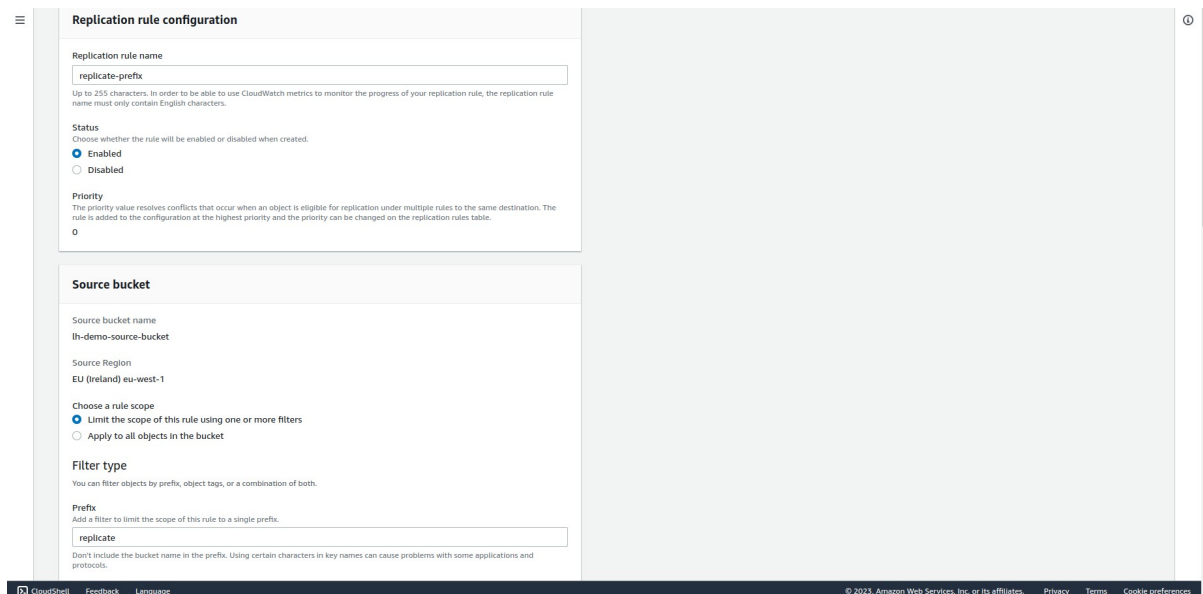 Replication rule configuration
Replication rule name
replicate-prefix
Up to 255 characters. In order to be able to use CloudWatch metrics to monitor the progress of your replication rule, the replication rule
name must only contain English characters.
Status
Choose whether the rule will be enabled or disabled when created.
Enabled
Disabled
Priority
The priority value resolves conflicts that occur when an object is eligible for replication under multiple rules to the same destination. The
rule is added to the configuration at the highest priority and the priority can be changed on the replication rules table.
0
Source bucket
Source bucket name
lh-demo-source-bucket
Source Region
EU (Ireland) eu-west-1
Choose a rule scope
Limit the scope of this rule using one or more filters
Apply to all objects in the bucket
Filter type
You can filter objects by prefix, object tags, or a combination of both.
Prefix
Add a filter to limit the scope of this rule to a single prefix.
replicate
Don't include the bucket name in the prefix. Using certain characters in key names can cause problems with some applications and
protocols.
CloudShell Feedback Language © 2023, Amazon Web Services, Inc. or its affiliates. Privacy Terms Cookie preferences